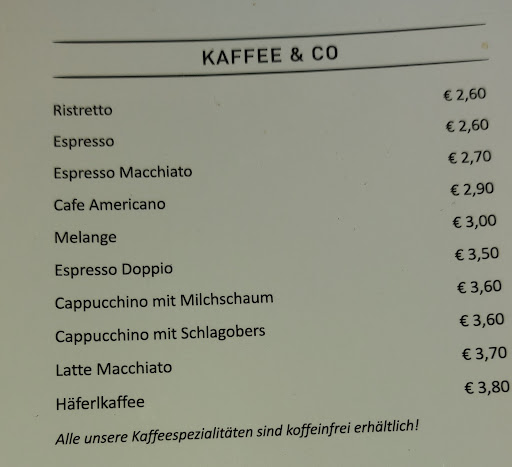 KAFFEE & CO
Ristretto € 2,60
Espresso € 2,60
Espresso Macchiato € 2,70
Cafe Americano € 2,90
Melange € 3,00
Espresso Doppio € 3,50
Cappucchino mit Milchschaum € 3,60
Cappucchino mit Schlagobers € 3,60
Latte Macchiato € 3,70
Häferlkaffee € 3,80
Alle unsere Kaffeespezialitäten sind koffeinfrei erhältlich!